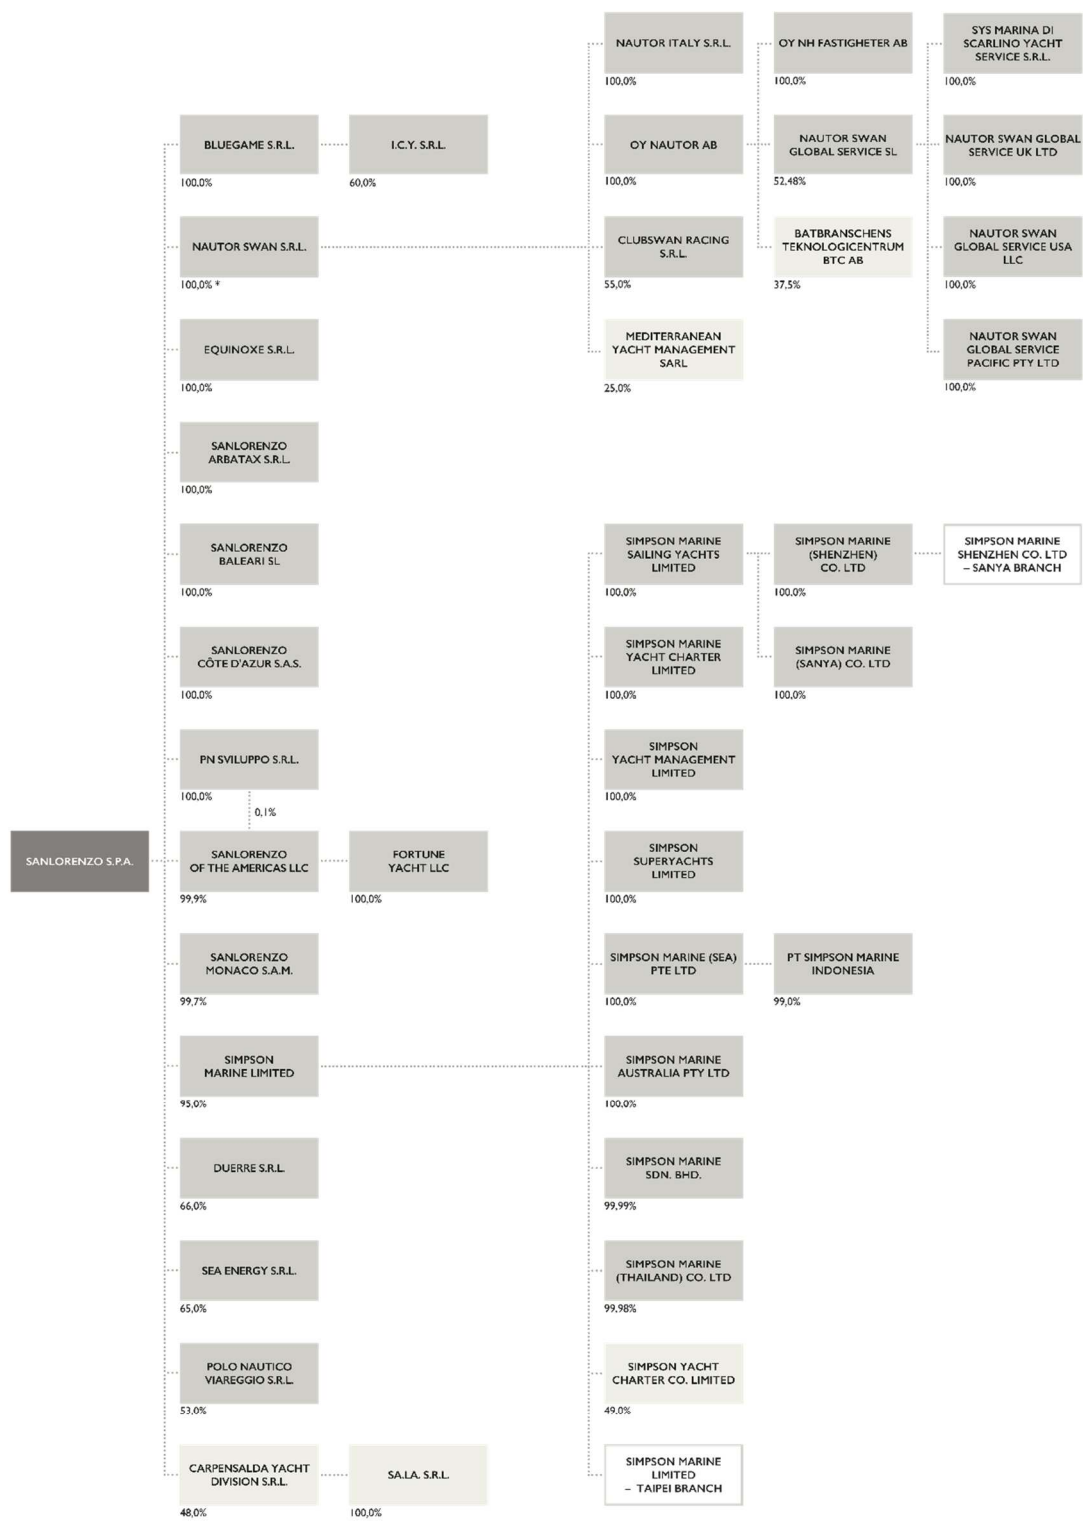 NAUTOR ITALY S.R.L.
100,0%
OY NH FASTIGHETER AB
100,0%
SYS MARINA DI
SCARLINO YACHT
SERVICE S.R.L.
100,0%
BLUEGAME S.R.L.
100,0%
I.C.Y. S.R.L.
60,0%
OY NAUTOR AB
100,0%
NAUTOR SWAN
GLOBAL SERVICE SL
52,48%
NAUTOR SWAN GLOBAL
SERVICE UK LTD
100,0%
NAUTOR SWAN S.R.L.
100,0% *
CLUBSWAN RACING
S.R.L.
55,0%
BATBRANSCHENS
TEKNOLOGICENTRUM
BTC AB
37,5%
NAUTOR SWAN
GLOBAL SERVICE USA
LLC
100,0%
EQUINOXE S.R.L.
100,0%
MEDITERRANEAN
YACHT MANAGEMENT
SARL
25,0%
NAUTOR SWAN
GLOBAL SERVICE
PACIFIC PTY LTD
100,0%
SANLORENZO
ARBATAX S.R.L.
100,0%
SANLORENZO
BALEARI SL
100,0%
SIMPSON MARINE
SAILING YACHTS
LIMITED
100,0%
SIMPSON MARINE
(SHENZHEN)
CO. LTD
100,0%
SIMPSON MARINE
SHENZHEN CO. LTD
– SANYA BRANCH
SANLORENZO
CÔTE D'AZUR S.A.S.
100,0%
SIMPSON MARINE
YACHT CHARTER
LIMITED
100,0%
SIMPSON MARINE
(SANYA) CO. LTD
100,0%
PN SVILUPPO S.R.L.
100,0%
0,1%
SIMPSON
YACHT MANAGEMENT
LIMITED
100,0%
SANLORENZO S.P.A.
SANLORENZO
OF THE AMERICAS LLC
99,9%
FORTUNE
YACHT LLC
100,0%
SIMPSON
SUPERYACHTS
LIMITED
100,0%
SANLORENZO
MONACO S.A.M.
99,7%
SIMPSON MARINE (SEA)
PTE LTD
100,0%
PT SIMPSON MARINE
INDONESIA
99,0%
SIMPSON
MARINE LIMITED
95,0%
SIMPSON MARINE
AUSTRALIA PTY LTD
100,0%
DUERRE S.R.L.
66,0%
SIMPSON MARINE
SDN. BHD.
99,99%
SEA ENERGY S.R.L.
65,0%
SIMPSON MARINE
(THAILAND) CO. LTD
99,98%
POLO NAUTICO
VIAREGGIO S.R.L.
53,0%
SIMPSON YACHT
CHARTER CO. LIMITED
49,0%
CARPENSALDA YACHT
DIVISION S.R.L.
48,0%
SA.LA. S.R.L.
100,0%
SIMPSON MARINE
LIMITED
– TAIPEI BRANCH